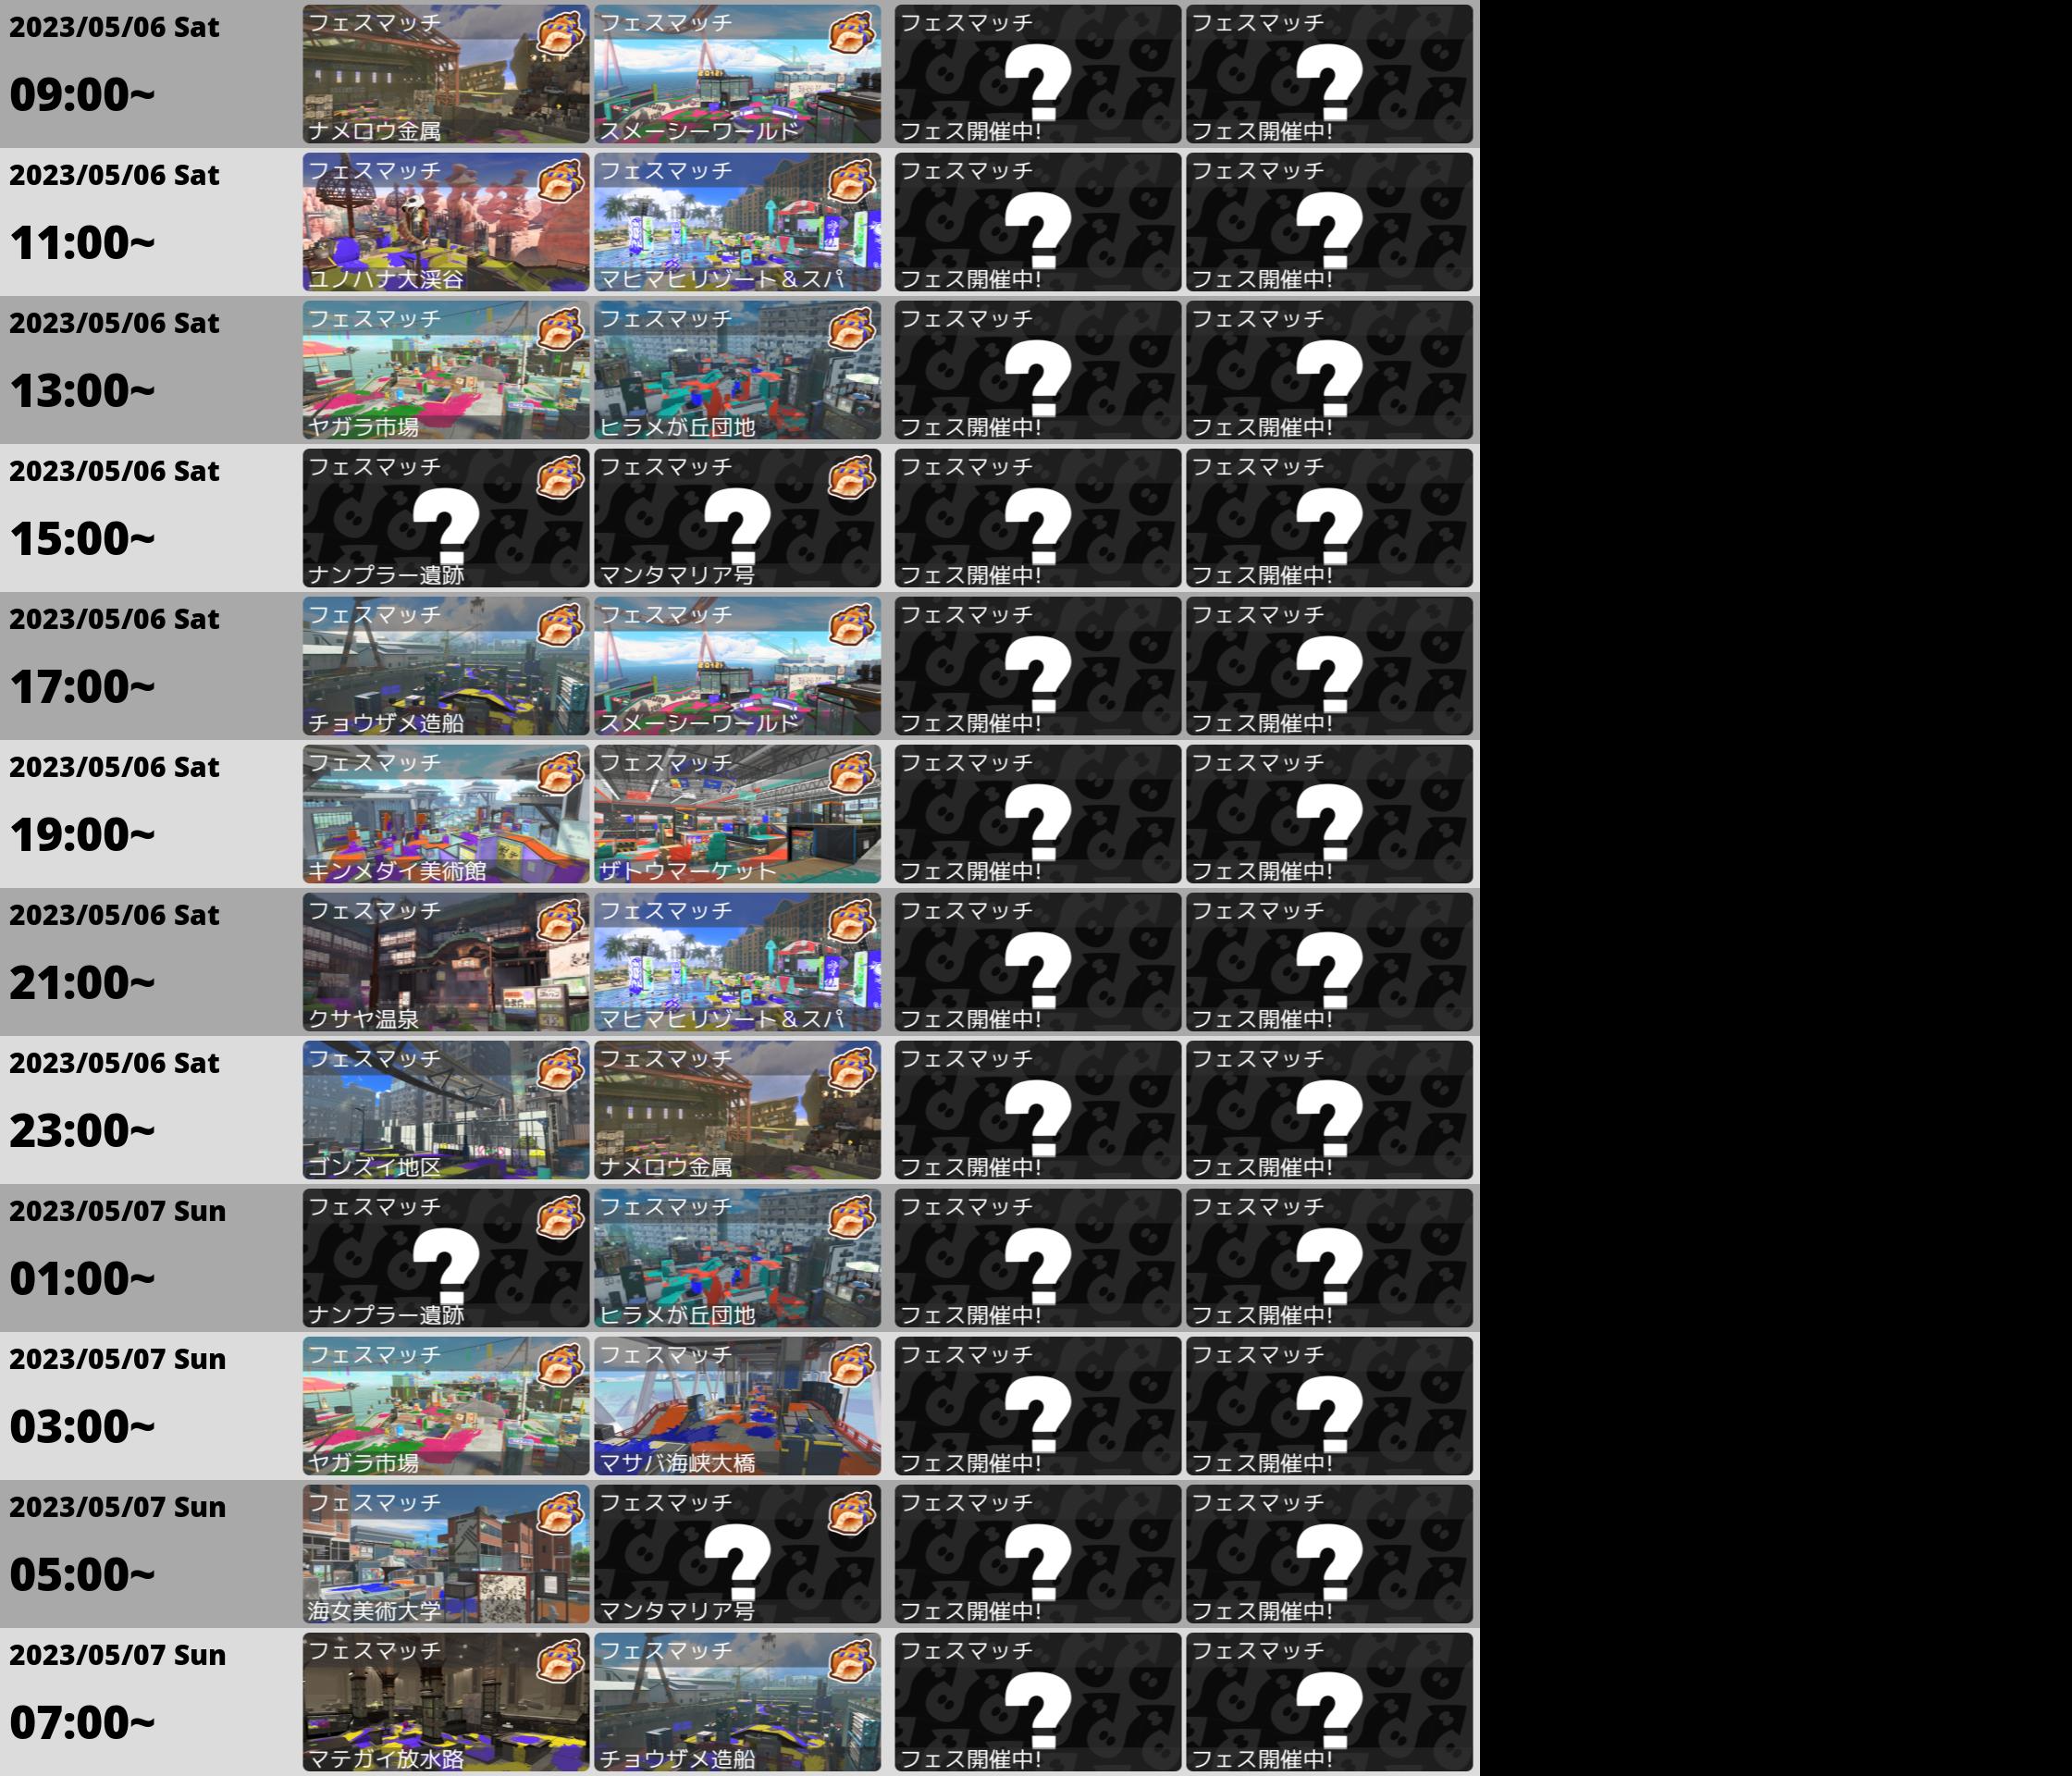 2023/05/06 Sat
09:00~
フェスマッチ フェスマッチ フェスマッチ フェスマッチ
ナメロウ金属 スメーシーワールド フェス開催中! フェス開催中!
2023/05/06 Sat
11:00~
フェスマッチ フェスマッチ フェスマッチ フェスマッチ
ユノハナ大渓谷 マヒマヒリゾート＆スパ フェス開催中! フェス開催中!
2023/05/06 Sat
13:00~
フェスマッチ フェスマッチ フェスマッチ フェスマッチ
ヤガラ市場 ヒラメが丘団地 フェス開催中! フェス開催中!
2023/05/06 Sat
15:00~
フェスマッチ フェスマッチ フェスマッチ フェスマッチ
? ? ? ?
ナンプラー遺跡 マンタマリア号 フェス開催中! フェス開催中!
2023/05/06 Sat
17:00~
フェスマッチ フェスマッチ フェスマッチ フェスマッチ
チョウザメ造船 スメーシーワールド フェス開催中! フェス開催中!
2023/05/06 Sat
19:00~
フェスマッチ フェスマッチ フェスマッチ フェスマッチ
キンメダイ美術館 ザトウマーケット フェス開催中! フェス開催中!
2023/05/06 Sat
21:00~
フェスマッチ フェスマッチ フェスマッチ フェスマッチ
クサヤ温泉 マヒマヒリゾート＆スパ フェス開催中! フェス開催中!
2023/05/06 Sat
23:00~
フェスマッチ フェスマッチ フェスマッチ フェスマッチ
ゴンズイ地区 ナメロウ金属 フェス開催中! フェス開催中!
2023/05/07 Sun
01:00~
フェスマッチ フェスマッチ フェスマッチ フェスマッチ
ナンプラー遺跡 ヒラメが丘団地 フェス開催中! フェス開催中!
2023/05/07 Sun
03:00~
フェスマッチ フェスマッチ フェスマッチ フェスマッチ
ヤガラ市場 マサバ海峡大橋 フェス開催中! フェス開催中!
2023/05/07 Sun
05:00~
フェスマッチ フェスマッチ フェスマッチ フェスマッチ
海女美術大学 マンタマリア号 フェス開催中! フェス開催中!
2023/05/07 Sun
07:00~
フェスマッチ フェスマッチ フェスマッチ フェスマッチ
マテガイ放水路 チョウザメ造船 フェス開催中! フェス開催中!